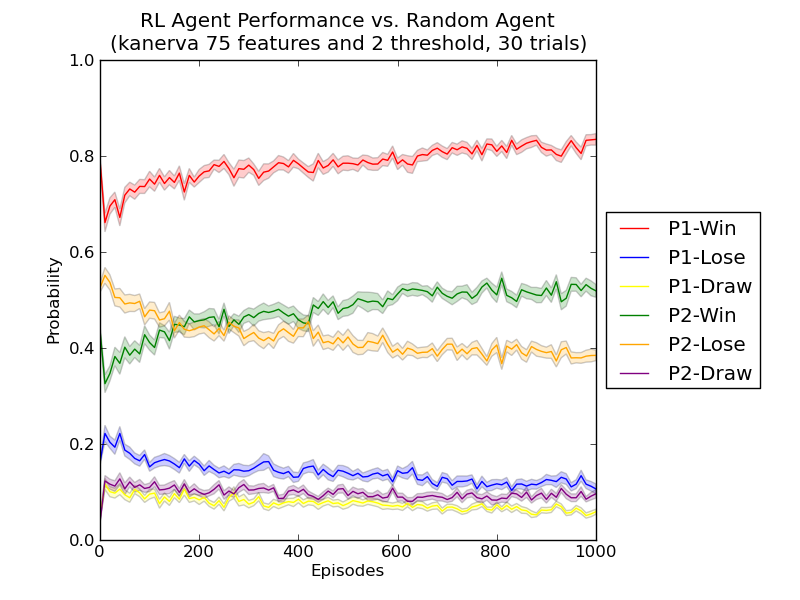 RL Agent Performance vs. Random Agent
(kanerva 75 features and 2 threshold, 30 trials)
1.0
0.8
0.6
0.4
0.2
0.0
Probability
0
200
400
600
800
1000
Episodes
P1-Win
P1-Lose
P1-Draw
P2-Win
P2-Lose
P2-Draw